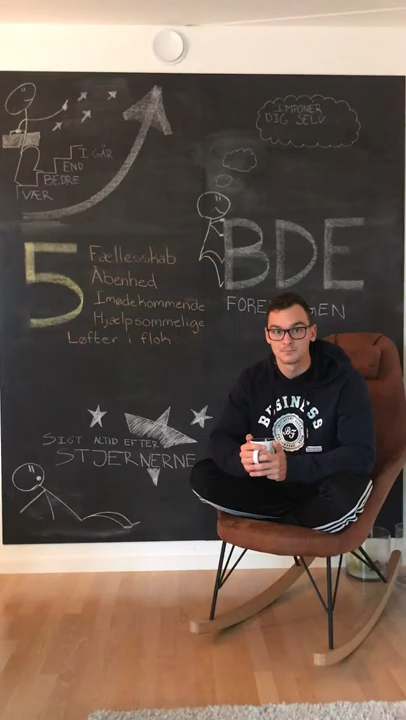 IMPONER
DIG SELV
I GÅR
END
BEDRE
VÆR
BDE
FORE
EN
5
Fællesskab
Åbenhed
Imødekommende
Hjælpsommelige
Løfter i flok...
BUSINESS
SIGT ALTID EFTER
STJERNERNE